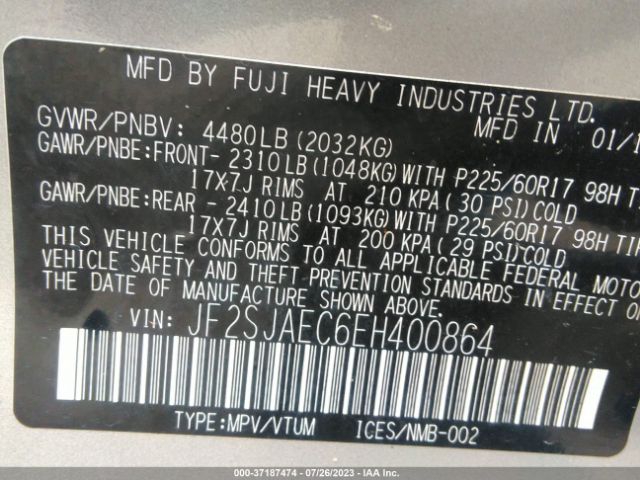 MFD BY FUJI HEAVY INDUSTRIES LTD.
GVWR/PNBV: 4480LB (2032KG) MFD IN 01/1
GAWR/PNBE:FRONT- 2310LB(1048KG)WITH P225/60R17 98H
17X7J RIMS AT 210 KPA(30 PSI)COLD
GAWR/PNBE:REAR - 2410LB(1093KG)WITH P225/60R17 98H
17X7J RIMS AT 200 KPA(29 PSI)COLD
THIS VEHICLE CONFORMS TO ALL APPLICABLE FEDERAL MOTO
VEHICLE SAFETY AND THEFT PREVENTION STANDARDS IN EFFECT
THE DATE OF MANUFACTURE SHOWN ABOVE.
VIN: JF2SJAEC6EH400864
TYPE:MPV/VTUM ICES/NMB-002
000-37187474 | 07/26/2023 | IAA, Inc.